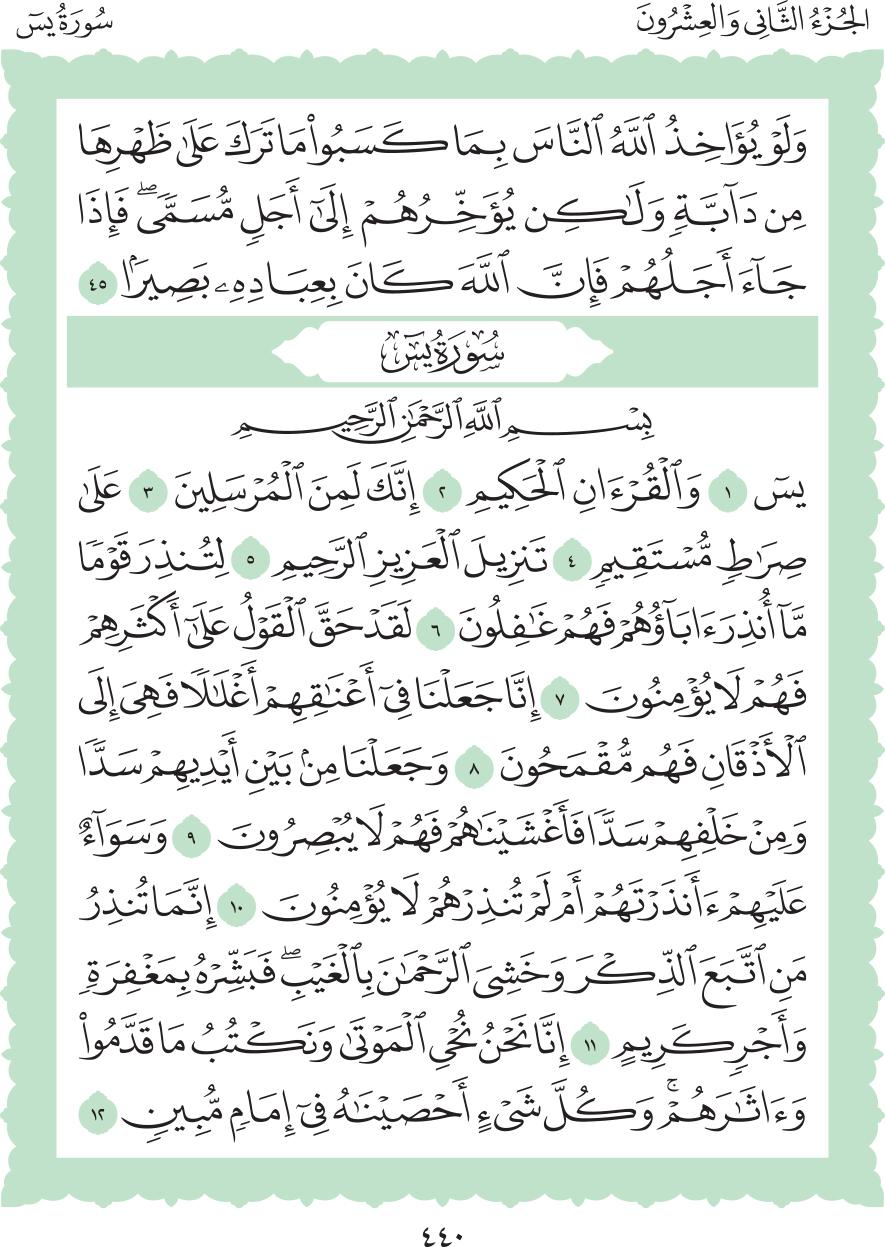 الجُزْءُ الثَّانِي وَالْعِشْرُونَ
سُورَةُ يسٓ
وَلَوْ يُؤَاخِذُ ٱللَّهُ ٱلنَّاسَ بِمَا كَسَبُوا۟ مَا تَرَكَ عَلَىٰ ظَهْرِهَا
مِن دَآبَّةٍ وَلَـٰكِن يُؤَخِّرُهُمْ إِلَىٰٓ أَجَلٍ مُّسَمًّى ۖ فَإِذَا
جَآءَ أَجَلُهُمْ فَإِنَّ ٱللَّهَ كَانَ بِعِبَادِهِۦ بَصِيرًۢا ٤٥
سُورَةُ يسٓ
بِسْمِ ٱللَّهِ ٱلرَّحْمَـٰنِ ٱلرَّحِيمِ
يسٓ ١ وَٱلْقُرْءَانِ ٱلْحَكِيمِ ٢ إِنَّكَ لَمِنَ ٱلْمُرْسَلِينَ ٣ عَلَىٰ
صِرَٰطٍ مُّسْتَقِيمٍ ٤ تَنزِيلَ ٱلْعَزِيزِ ٱلرَّحِيمِ ٥ لِتُنذِرَ قَوْمًا
مَّآ أُنذِرَ ءَابَآؤُهُمْ فَهُمْ غَـٰفِلُونَ ٦ لَقَدْ حَقَّ ٱلْقَوْلُ عَلَىٰٓ أَكْثَرِهِمْ
فَهُمْ لَا يُؤْمِنُونَ ٧ إِنَّا جَعَلْنَا فِىٓ أَعْنَـٰقِهِمْ أَغْلَـٰلًا فَهِىَ إِلَى
ٱلْأَذْقَانِ فَهُم مُّقْمَحُونَ ٨ وَجَعَلْنَا مِنۢ بَيْنِ أَيْدِيهِمْ سَدًّا
وَمِنْ خَلْفِهِمْ سَدًّا فَأَغْشَيْنَـٰهُمْ فَهُمْ لَا يُبْصِرُونَ ٩ وَسَوَآءٌ
عَلَيْهِمْ ءَأَنذَرْتَهُمْ أَمْ لَمْ تُنذِرْهُمْ لَا يُؤْمِنُونَ ١٠ إِنَّمَا تُنذِرُ
مَنِ ٱتَّبَعَ ٱلذِّكْرَ وَخَشِىَ ٱلرَّحْمَـٰنَ بِٱلْغَيْبِ ۖ فَبَشِّرْهُ بِمَغْفِرَةٍ
وَأَجْرٍ كَرِيمٍ ١١ إِنَّا نَحْنُ نُحْىِ ٱلْمَوْتَىٰ وَنَكْتُبُ مَا قَدَّمُوا۟
وَءَاثَـٰرَهُمْ ۚ وَكُلَّ شَىْءٍ أَحْصَيْنَـٰهُ فِىٓ إِمَامٍ مُّبِينٍ ١٢
٤٤٠